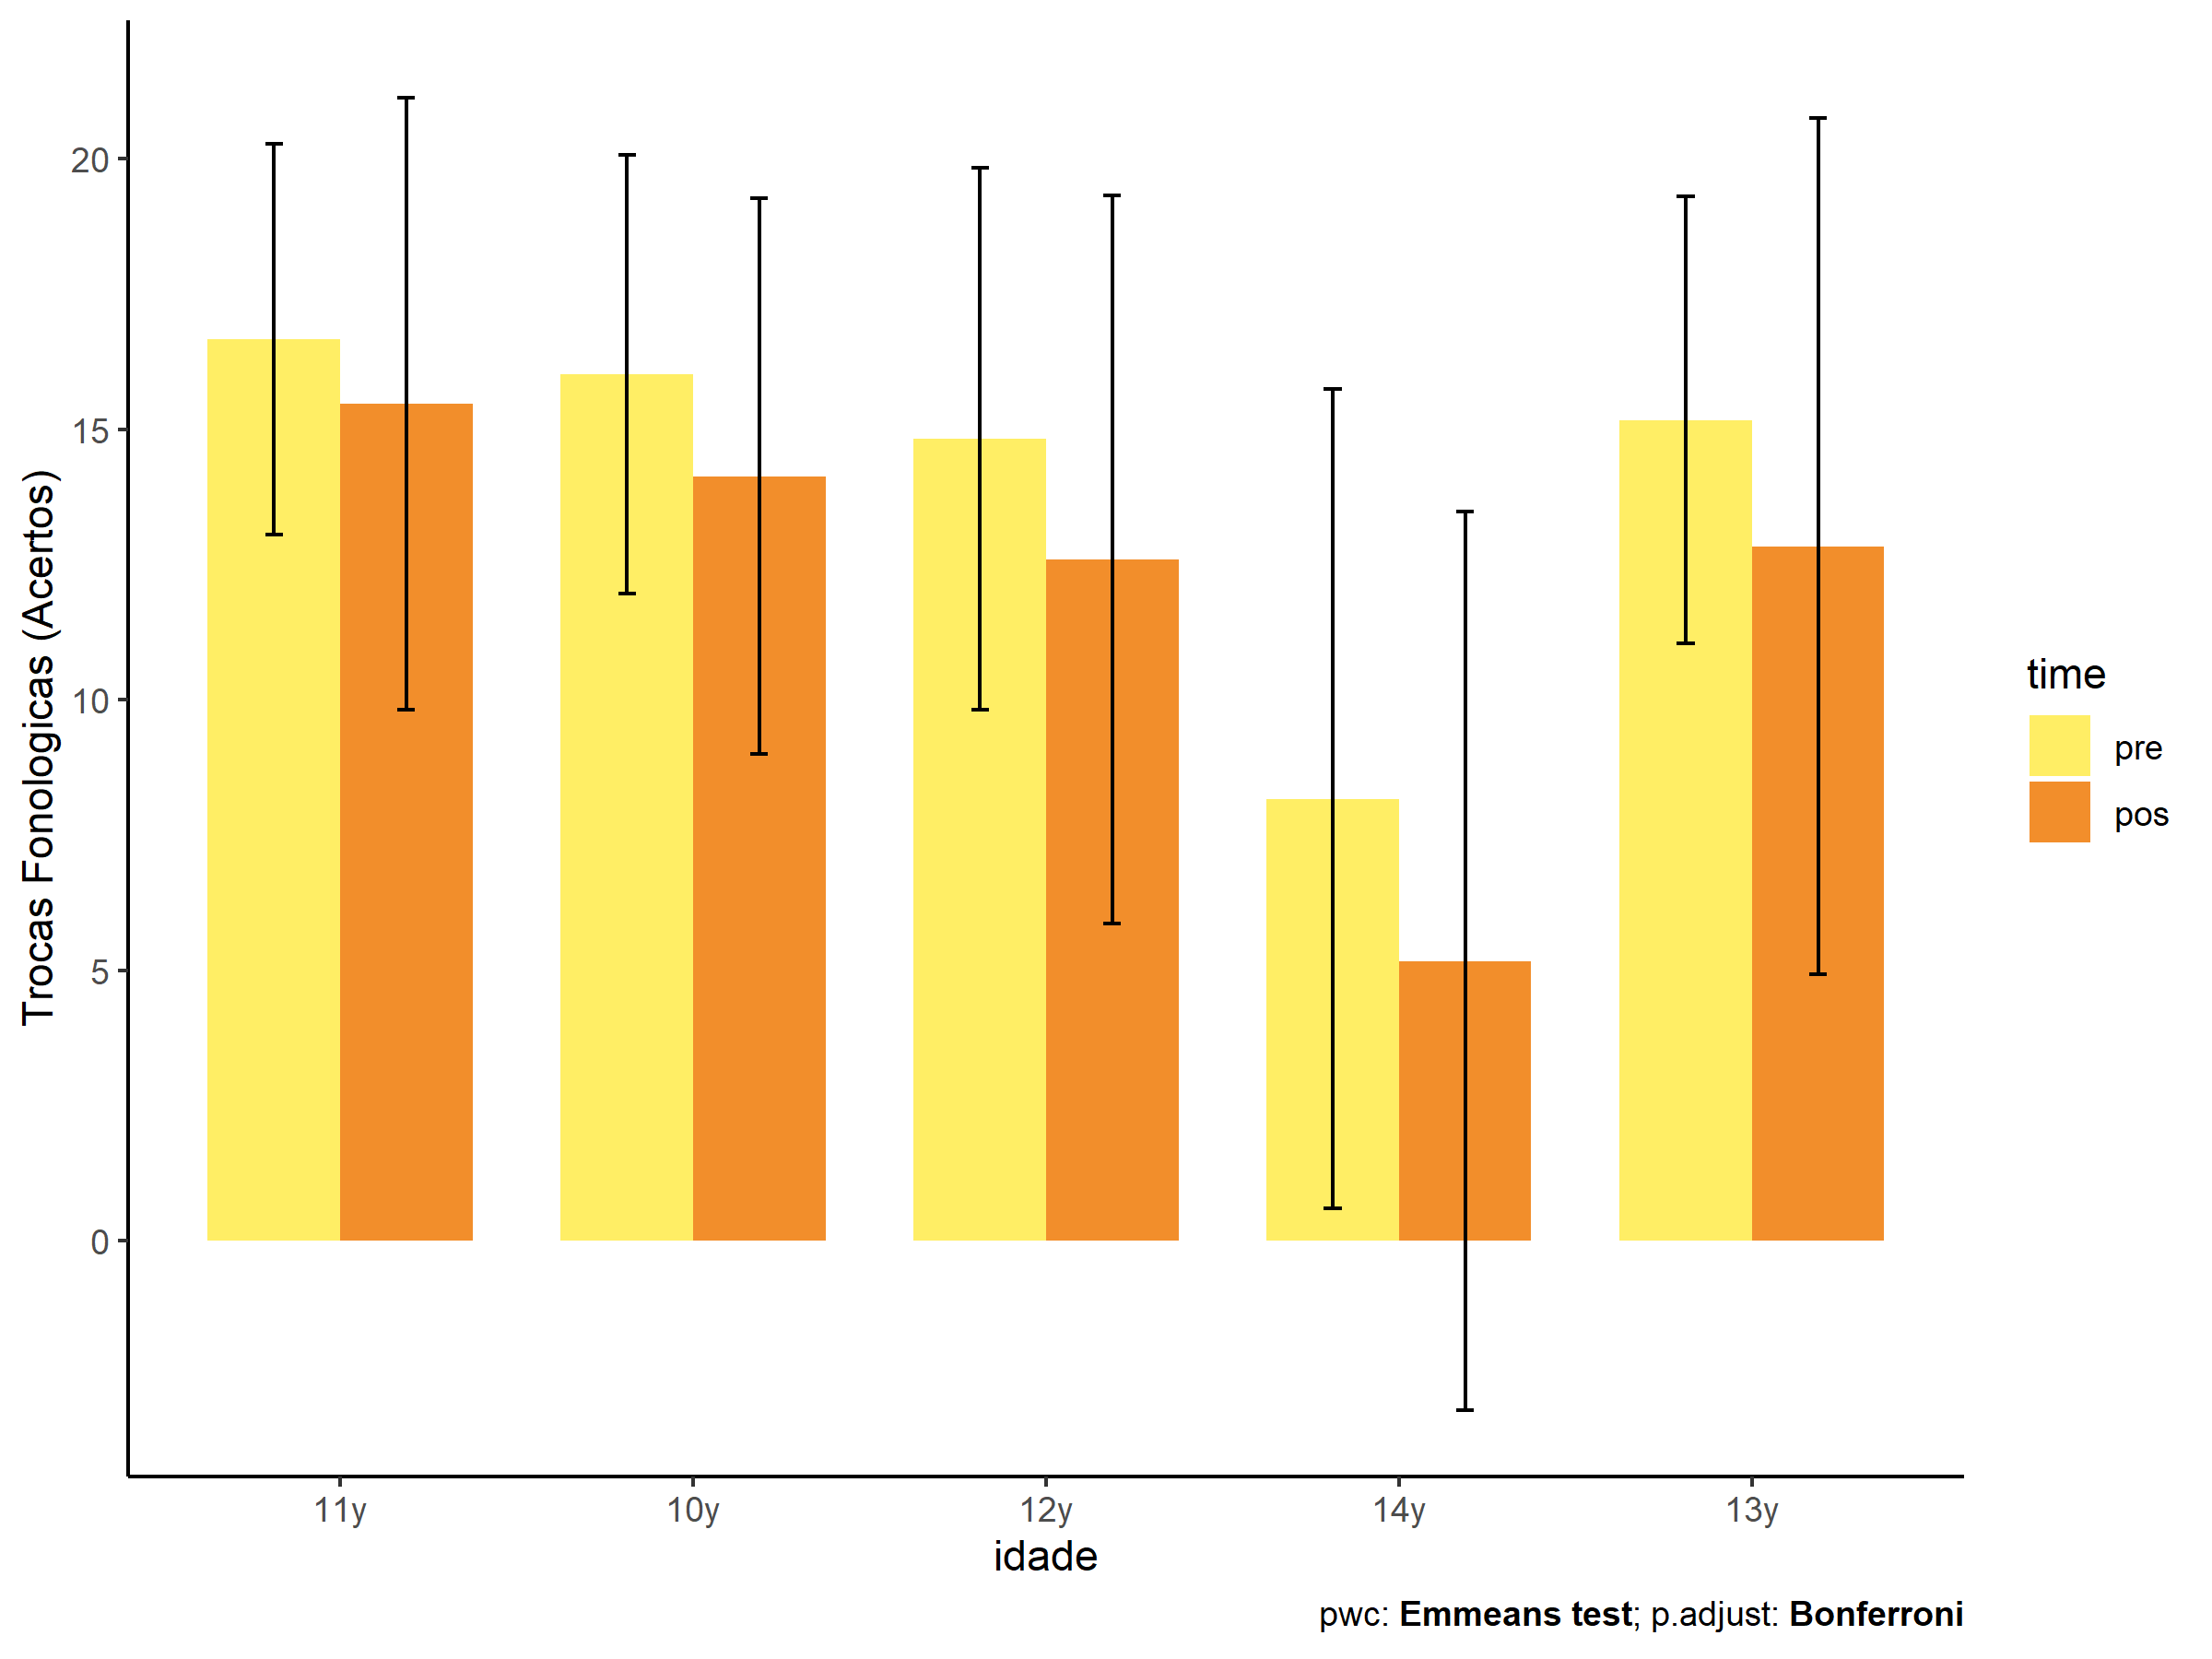 Trocas Fonologicas (Acertos)
20
15
10
5
0
11y 10y 12y 14y 13y
idade
time
pre
pos
pwc: Emmeans test; p.adjust: Bonferroni